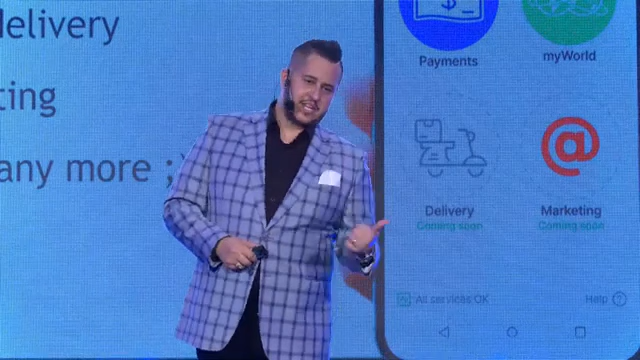 delivery
ting
any more ;
$
Payments
myWorld
@
Delivery
Marketing
Coming soon
Coming soon
All services OK
Help ?